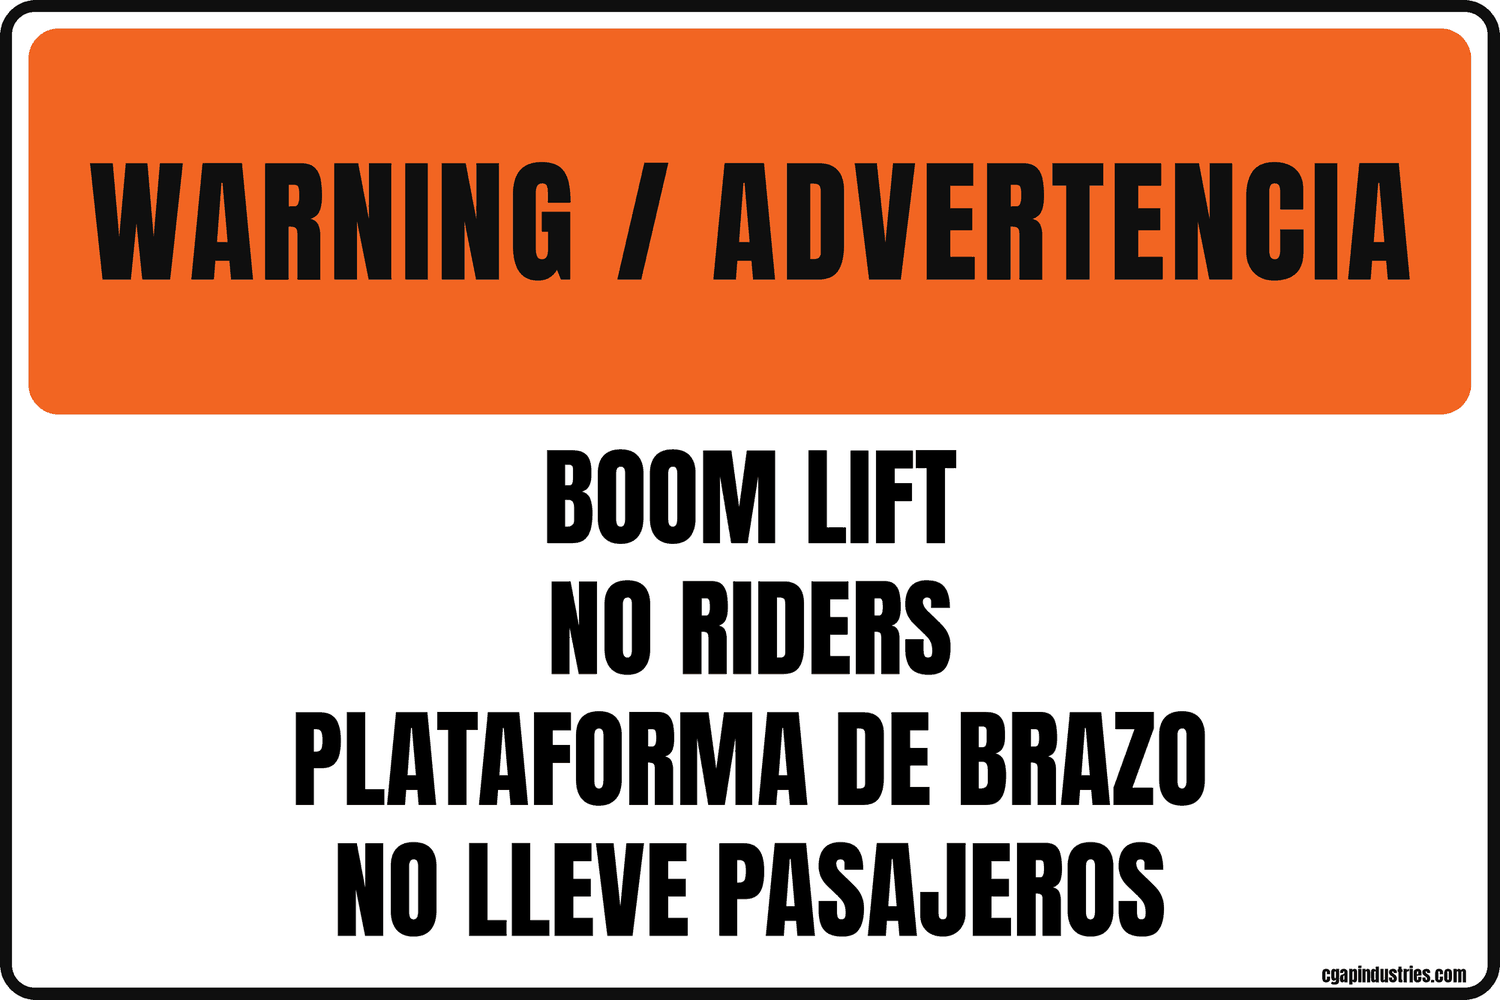 WARNING / ADVERTENCIA
BOOM LIFT
NO RIDERS
PLATAFORMA DE BRAZO
NO LLEVE PASAJEROS
cgapindustries.com